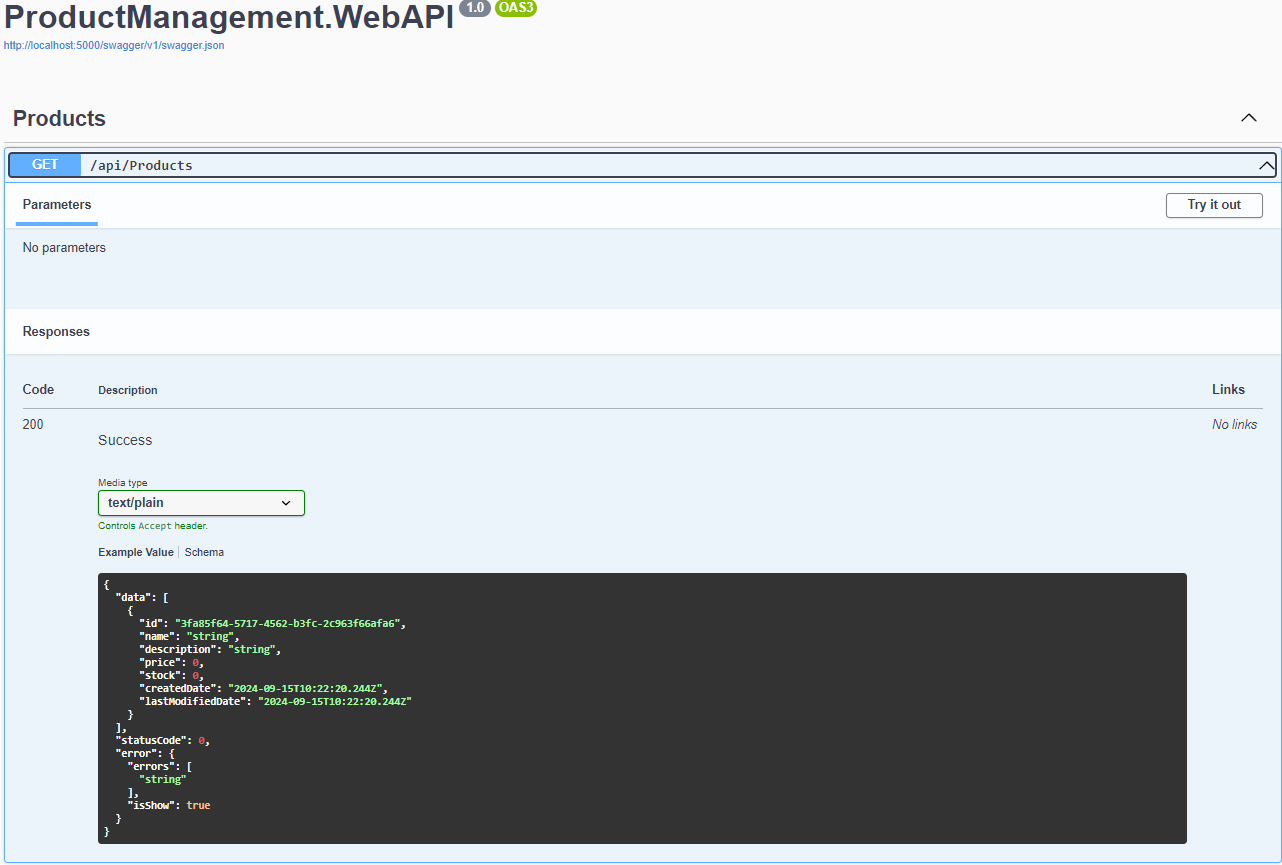 ProductManagement.WebAPI 1.0 OAS3
http://localhost:5000/swagger/v1/swagger.json
Products
GET /api/Products
Parameters Try it out
No parameters
Responses
Code Description Links
200 No links
Success
Media type
text/plain
Controls Accept header.
Example Value Schema
{
"data": [
{
"id": "3fa85f64-5717-4562-b3fc-2c963f66afa6",
"name": "string",
"description": "string",
"price": 0,
"stock": 0,
"createdDate": "2024-09-15T10:22:20.244Z",
"lastModifiedDate": "2024-09-15T10:22:20.244Z"
}
],
"statusCode": 0,
"error": {
"errors": [
"string"
],
"isShow": true
}
}